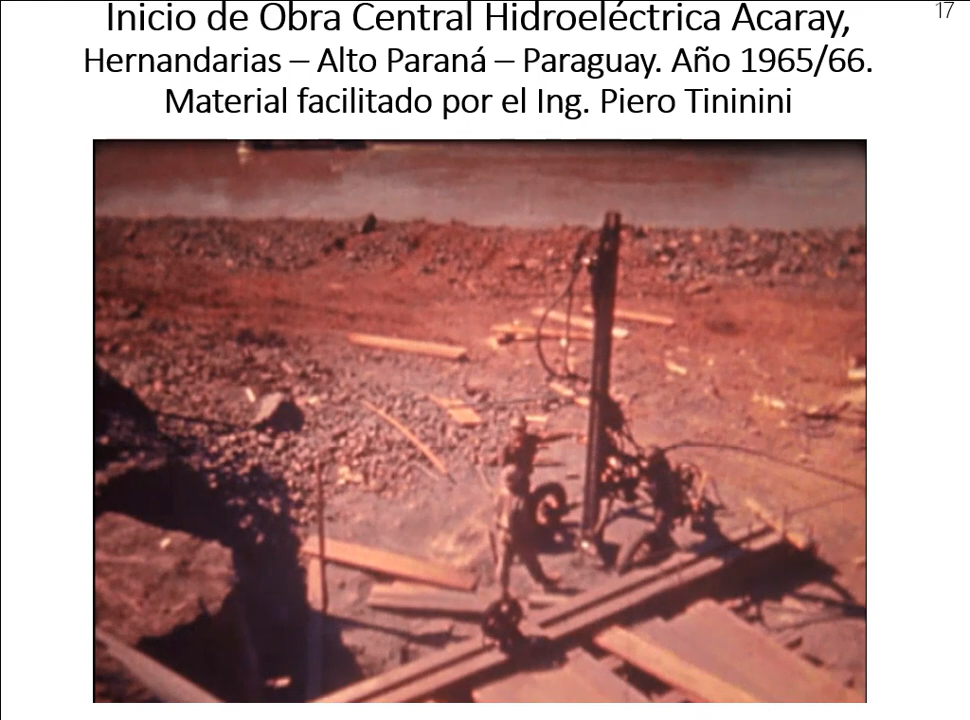 17
Inicio de Obra Central Hidroeléctrica Acaray,
Hernandarias – Alto Paraná – Paraguay. Año 1965/66.
Material facilitado por el Ing. Piero Tininini